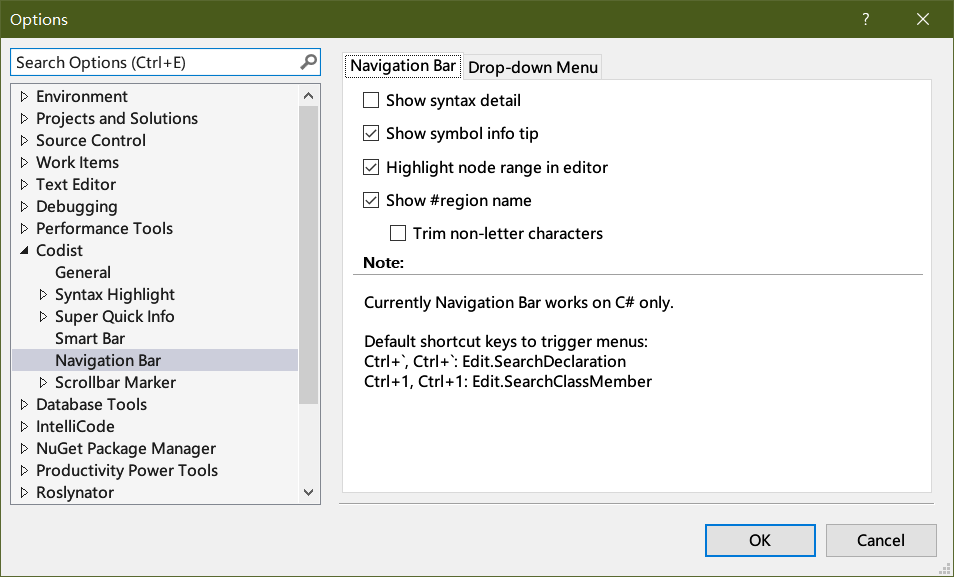 Options
Search Options (Ctrl+E)
Environment
Projects and Solutions
Source Control
Work Items
Text Editor
Debugging
Performance Tools
Codist
General
Syntax Highlight
Super Quick Info
Smart Bar
Navigation Bar
Scrollbar Marker
Database Tools
IntelliCode
NuGet Package Manager
Productivity Power Tools
Roslynator
Navigation Bar
Drop-down Menu
Show syntax detail
Show symbol info tip
Highlight node range in editor
Show #region name
Trim non-letter characters
Note:
Currently Navigation Bar works on C# only.
Default shortcut keys to trigger menus:
Ctrl+`, Ctrl+`: Edit.SearchDeclaration
Ctrl+1, Ctrl+1: Edit.SearchClassMember
OK
Cancel